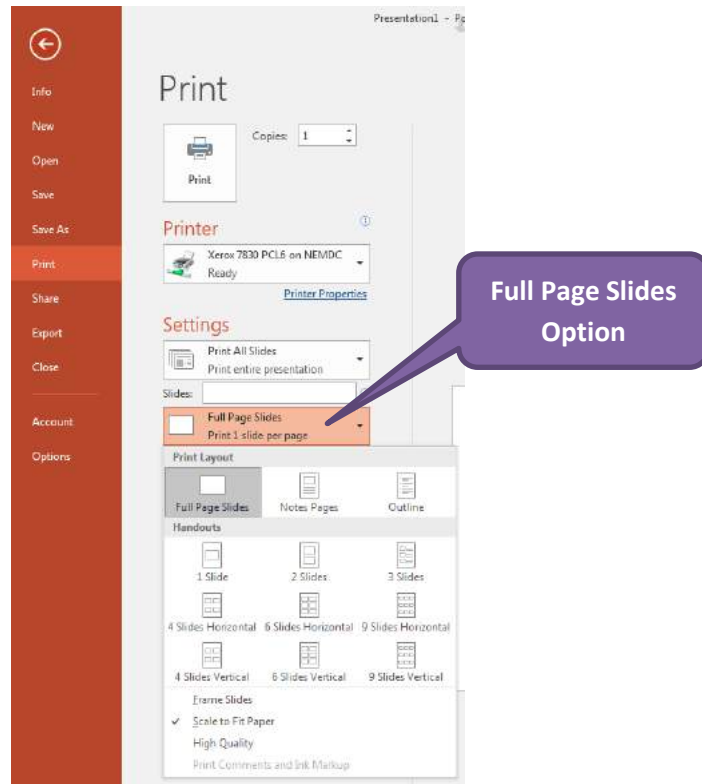 Presentation1 -
Info
New
Open
Save
Save As
Print
Share
Export
Close
Account
Options
Print
Print
Copies: 1
Printer
Xerox 7830 PCL6 on NEMDC
Ready
Printer Properties
Settings
Print All Slides
Print entire presentation
Slides:
Full Page Slides
Print 1 slide per page
Print Layout
Full Page Slides Notes Pages Outline
Handouts
1 Slide 2 Slides 3 Slides
4 Slides Horizontal 6 Slides Horizontal 9 Slides Horizontal
4 Slides Vertical 6 Slides Vertical 9 Slides Vertical
Frame Slides
Scale to Fit Paper
High Quality
Print Comments and Ink Markup
Full Page Slides
Option